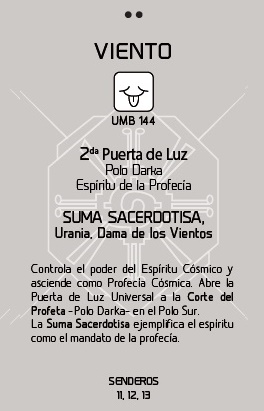 VIENTO
UMB 144
2da Puerta de Luz
Polo Darka
Espíritu de la Profecía
SUMA SACERDOTISA,
Urania, Dama de los Vientos
Controla el poder del Espíritu Cósmico y
asciende como Profecía Cósmica. Abre la
Puerta de Luz Universal a la Corte del
Profeta -Polo Darka- en el Polo Sur.
La Suma Sacerdotisa ejemplifica el espíritu
como el mandato de la profecía.
SENDEROS
11, 12, 13